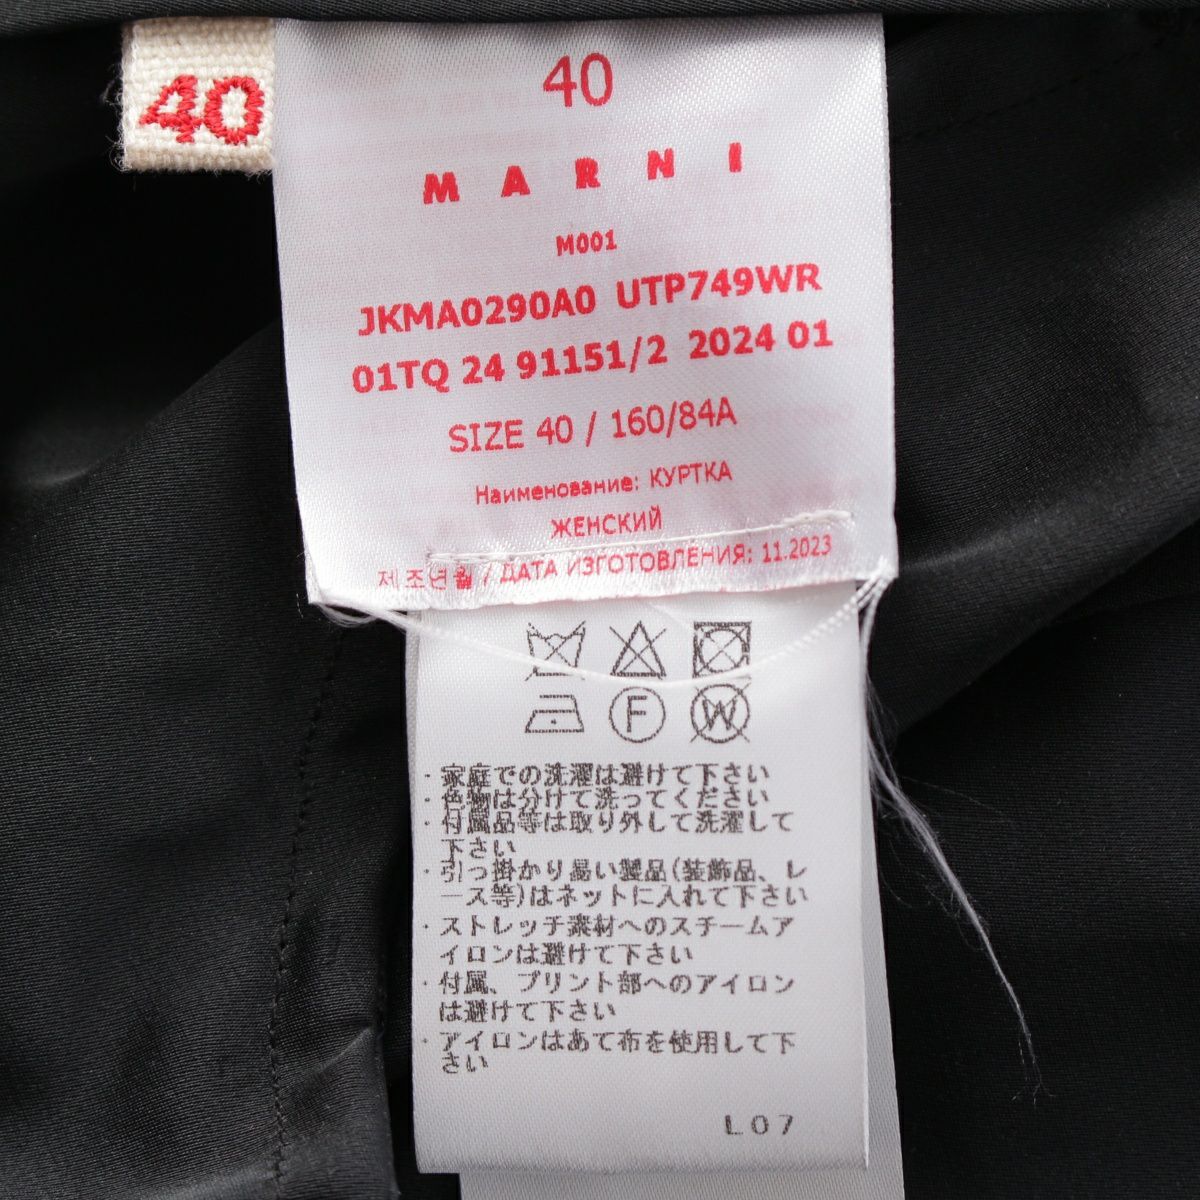 40
40
MARNI
M001
JKMA0290A0 UTP749WR
01TQ 24 91151/2 2024 01
SIZE 40 / 160/84A
Наименование: КУРТКА
ЖЕНСКИЙ
제조년월 / ДАТА ИЗГОТОВЛЕНИЯ: 11.2023
F
W
・家庭での洗濯は避けて下さい
・色物は分けて洗ってください
・付属品等は取り外して洗濯して
下さい
・引っ掛かり易い製品(装飾品、レ
ース等)はネットに入れて下さい
・ストレッチ素材へのスチームア
イロンは避けて下さい
・付属、プリント部へのアイロン
は避けて下さい
・アイロンはあて布を使用して下
さい
L07